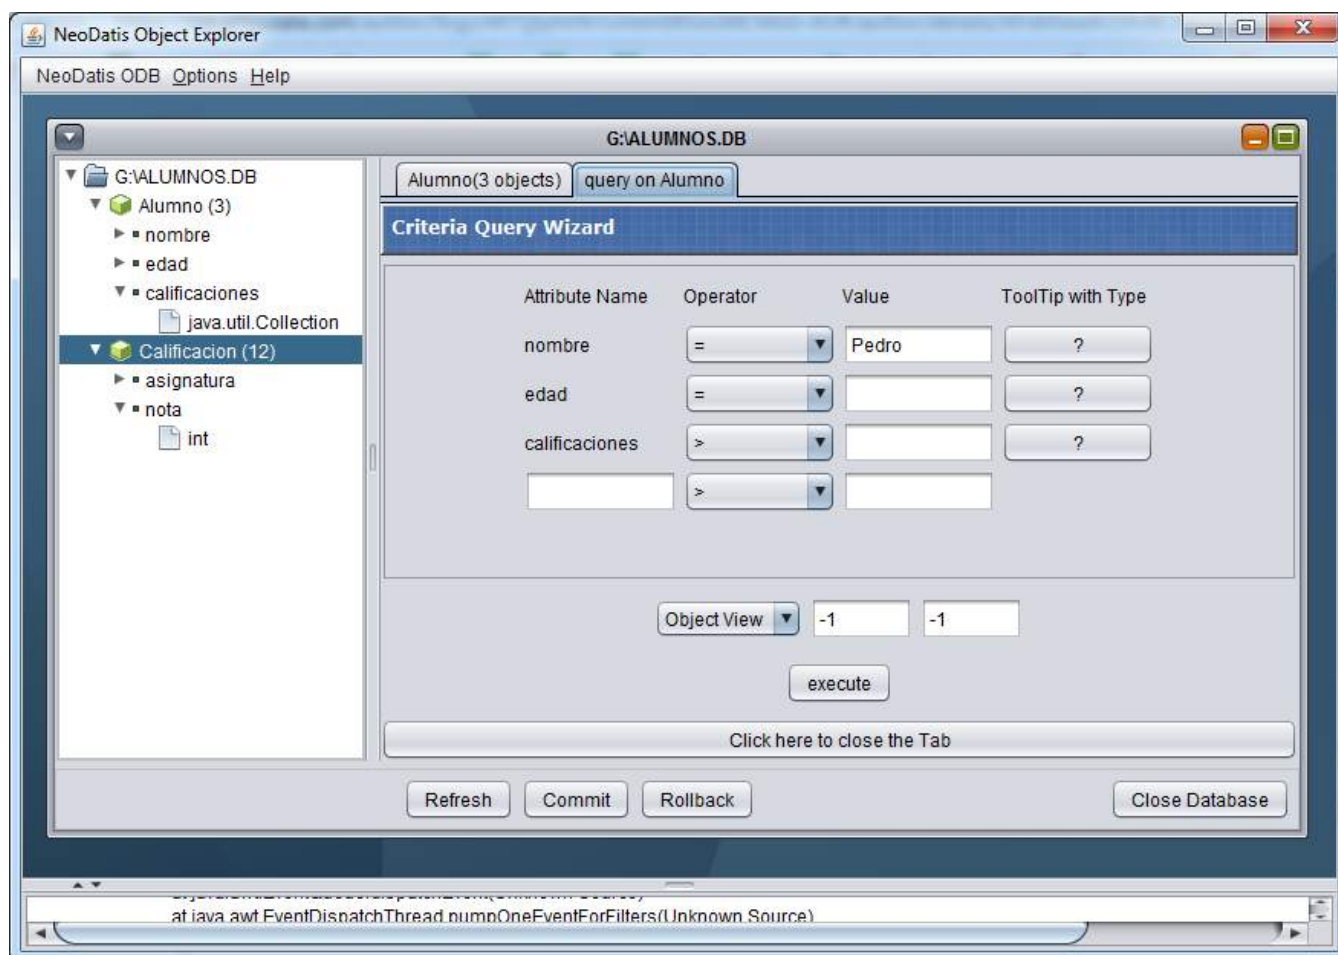 NeoDatis Object Explorer
NeoDatis ODB Options Help
G:\ALUMNOS.DB
G:\ALUMNOS.DB
Alumno (3)
nombre
edad
calificaciones
java.util.Collection
Calificacion (12)
asignatura
nota
int
Alumno(3 objects) query on Alumno
Criteria Query Wizard
Attribute Name Operator Value ToolTip with Type
nombre = Pedro ?
edad = ?
calificaciones > ?
>
Object View -1 -1
execute
Click here to close the Tab
Refresh Commit Rollback Close Database
at java.awt.EventDispatchThread.pumpOneEventForFilters(Unknown Source)